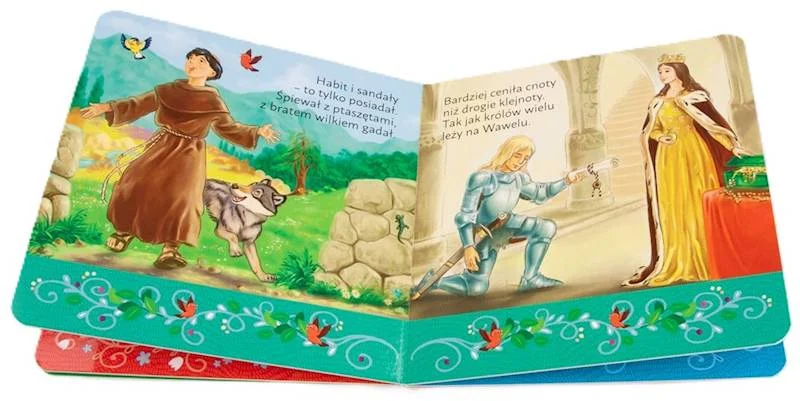 Habit i sandały
– to tylko posiadał.
Śpiewał z ptaszętami,
z bratem wilkiem gadał.
Bardziej ceniła cnoty
niż drogie klejnoty.
Tak jak królów wielu
leży na Wawelu.